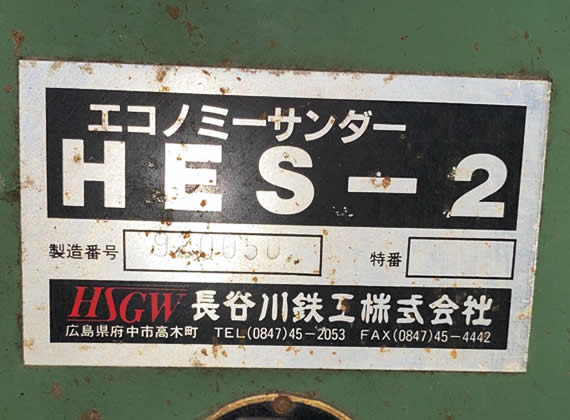 エコノミーサンダー
HES-2
製造番号 920050 特番
HSGW 長谷川鉄工株式会社
広島県府中市高木町 TEL(0847)45-2053 FAX(0847)45-4442